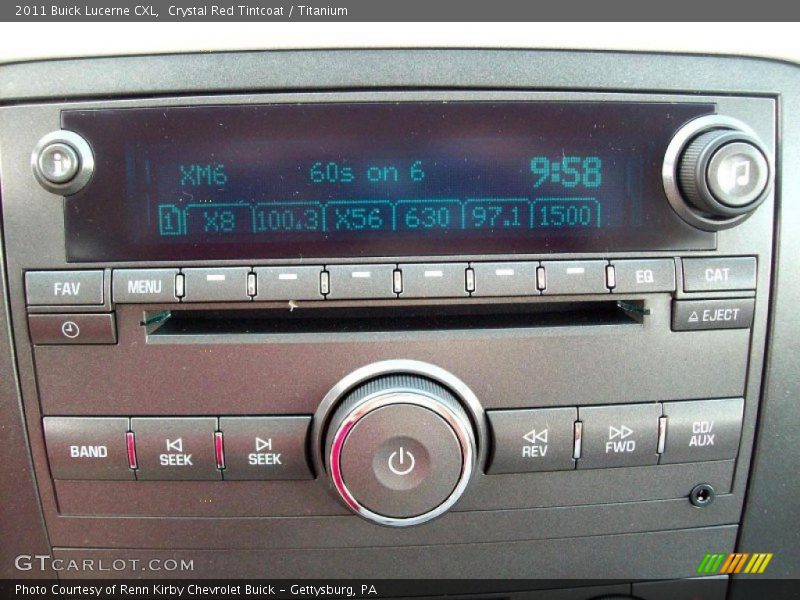 2011 Buick Lucerne CXL,  Crystal Red Tintcoat / Titanium
XM6 60s on 6 9:58
1 X8 100.3 X56 630 97.1 1500
FAV MENU EQ CAT
EJECT
BAND SEEK SEEK REV FWD CD/
AUX
GTCARLOT.COM
Photo Courtesy of Renn Kirby Chevrolet Buick - Gettysburg, PA